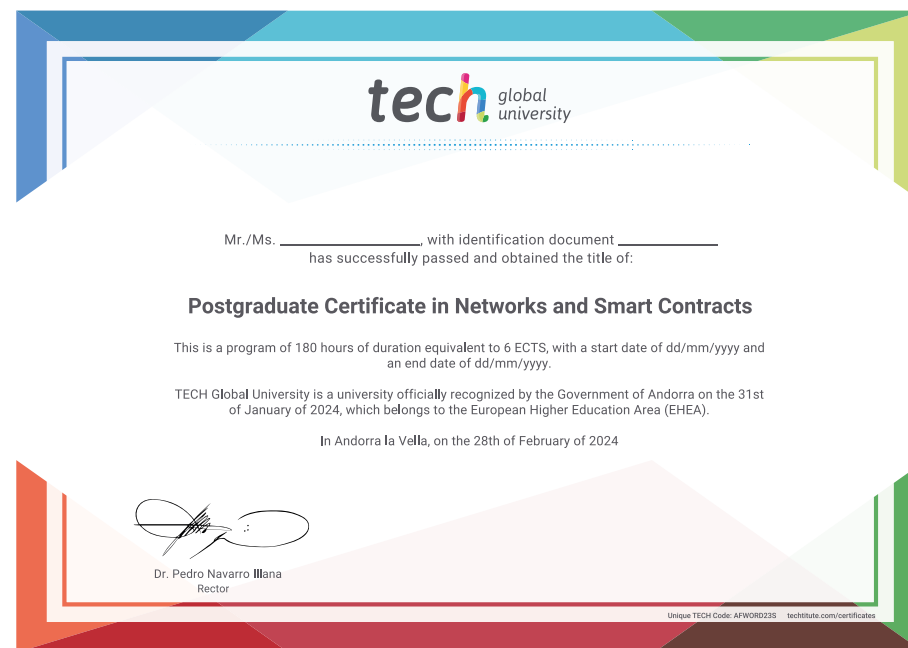 tech global university
Mr./Ms. ____________________, with identification document ______________
has successfully passed and obtained the title of:
Postgraduate Certificate in Networks and Smart Contracts
This is a program of 180 hours of duration equivalent to 6 ECTS, with a start date of dd/mm/yyyy and
an end date of dd/mm/yyyy.
TECH Global University is a university officially recognized by the Government of Andorra on the 31st
of January of 2024, which belongs to the European Higher Education Area (EHEA).
In Andorra la Vella, on the 28th of February of 2024
Dr. Pedro Navarro Illana
Rector
Unique TECH Code: AFWORD23S techtitute.com/certificates